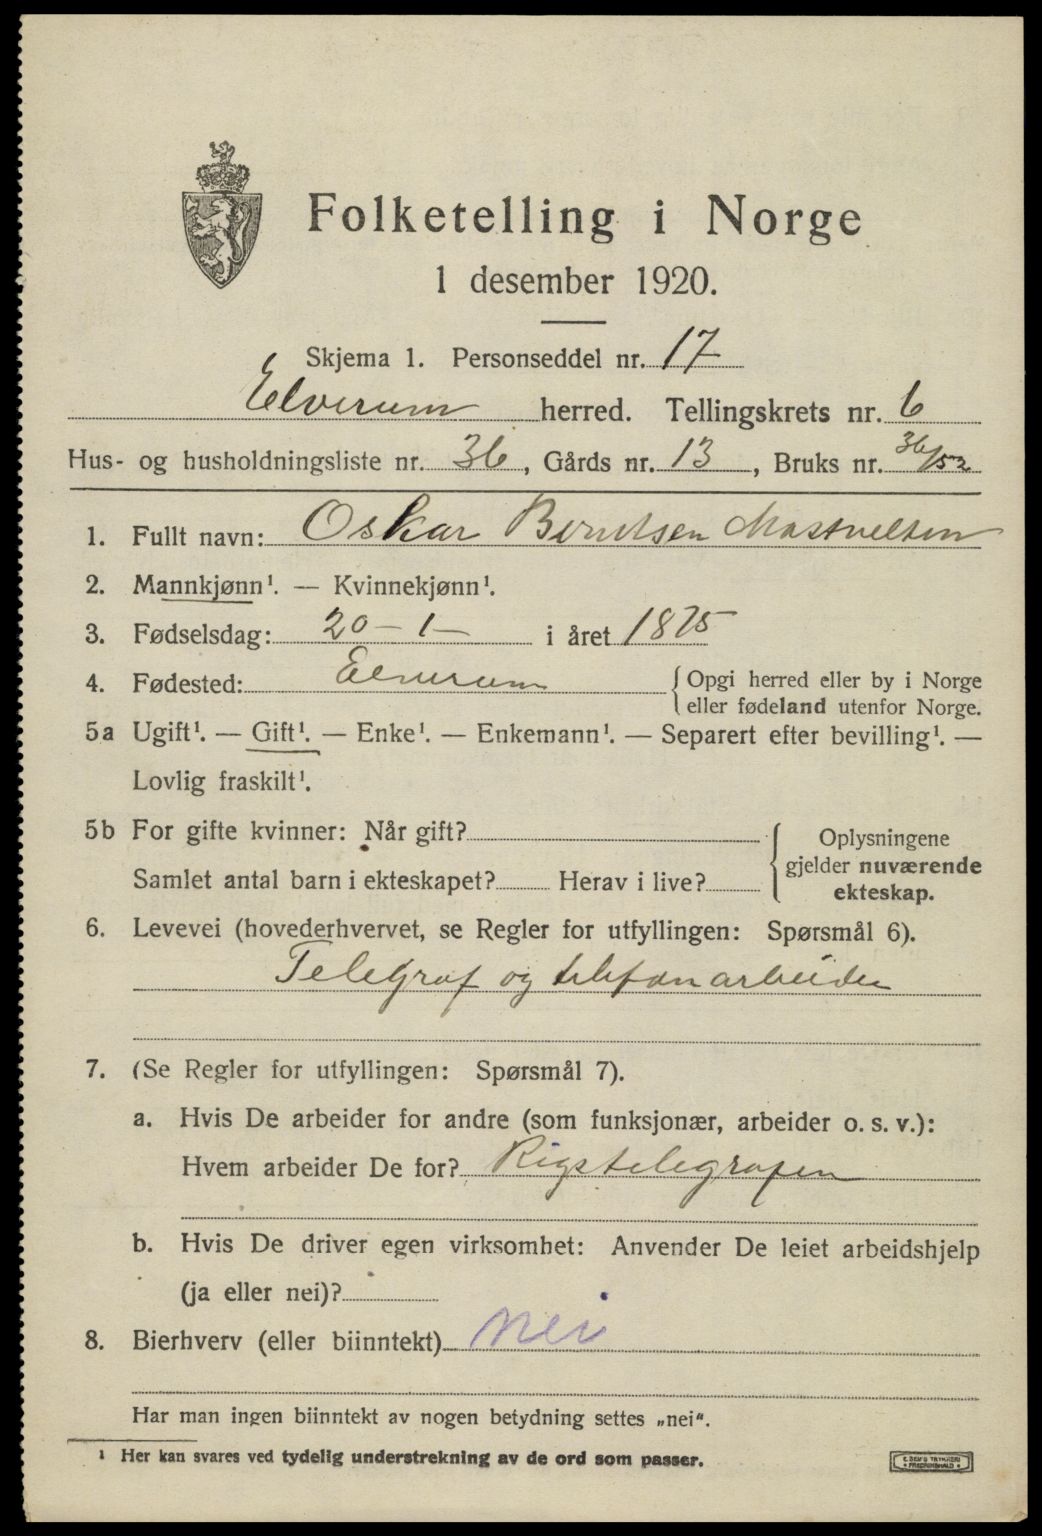 Folketelling i Norge
1 desember 1920.
Skjema 1. Personseddel nr. 17
Elverum herred. Tellingskrets nr. 6
Hus- og husholdningsliste nr. 36, Gårds nr. 13, Bruks nr. 36/52
1. Fullt navn: Oskar Berntsen
2. Mannkjønn¹. — Kvinnekjønn¹.
3. Fødselsdag: 20-1- i året 1875
4. Fødested: Elverum { Opgi herred eller by i Norge
eller fødeland utenfor Norge.
5a Ugift¹. — Gift¹. — Enke¹. — Enkemann¹. — Separert efter bevilling¹. —
Lovlig fraskilt¹.
5b For gifte kvinner: Når gift? Oplysningene
gjelder nuværende
Samlet antal barn i ekteskapet? Herav i live? ekteskap.
6. Levevei (hovederhvervet, se Regler for utfyllingen: Spørsmål 6).
Telegraf og telefonarbeider
7. (Se Regler for utfyllingen: Spørsmål 7).
a. Hvis De arbeider for andre (som funksjonær, arbeider o. s. v.):
Hvem arbeider De for? Rigstelegrafen
b. Hvis De driver egen virksomhet: Anvender De leiet arbeidshjelp
(ja eller nei)?
8. Bierhverv (eller biinntekt) nei
Har man ingen biinntekt av nogen betydning settes „nei".
¹ Her kan svares ved tydelig understrekning av de ord som passer.